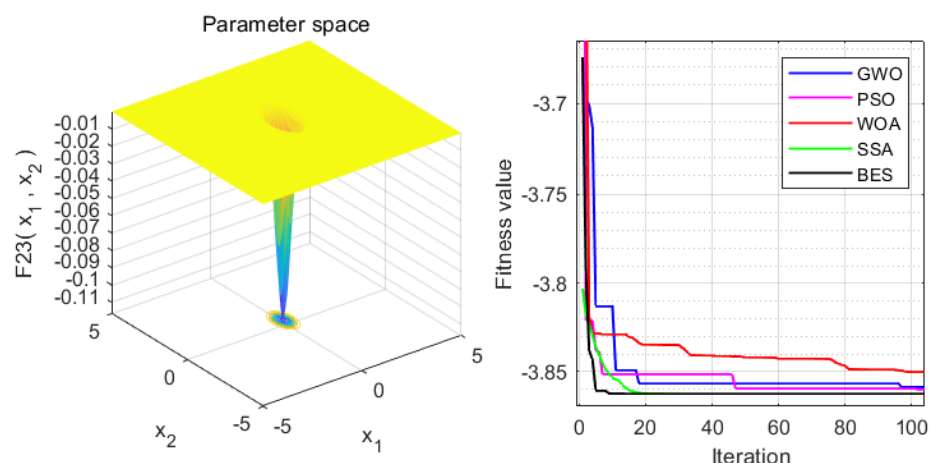 Parameter space
-0.01
-0.02
-0.03
-0.04
-0.05
-0.06
-0.07
-0.08
-0.09
-0.1
-0.11
F23( x1 , x2 )
5
0
-5
x2
-5
0
5
x1
-3.7
-3.75
-3.8
-3.85
Fitness value
0
20
40
60
80
100
Iteration
GWO
PSO
WOA
SSA
BES